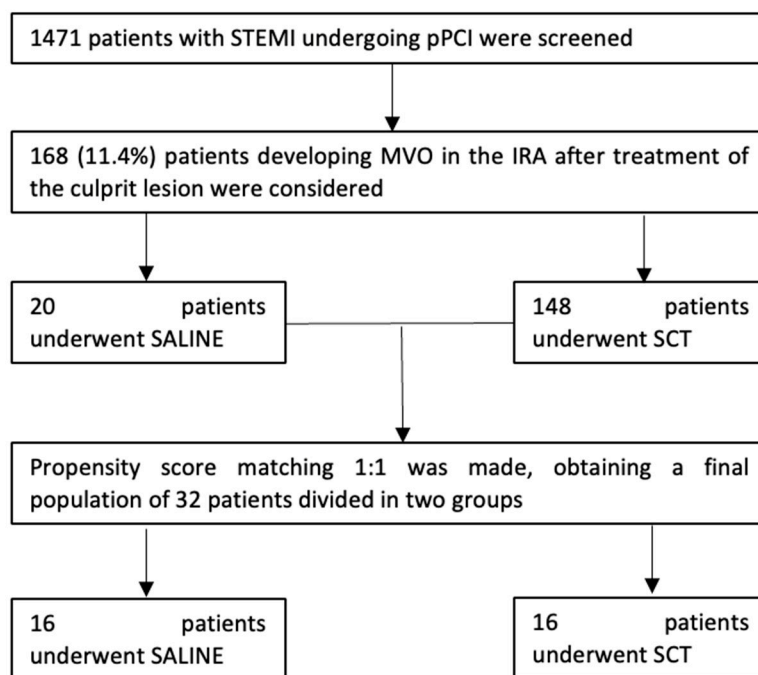 1471 patients with STEMI undergoing pPCI were screened
168 (11.4%) patients developing MVO in the IRA after treatment of
the culprit lesion were considered
20 patients
underwent SALINE
148 patients
underwent SCT
Propensity score matching 1:1 was made, obtaining a final
population of 32 patients divided in two groups
16 patients
underwent SALINE
16 patients
underwent SCT